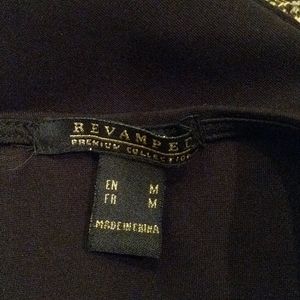 REVAMPED
PREMIUM COLLECTION
EN M
FR M
MADE IN CHINA